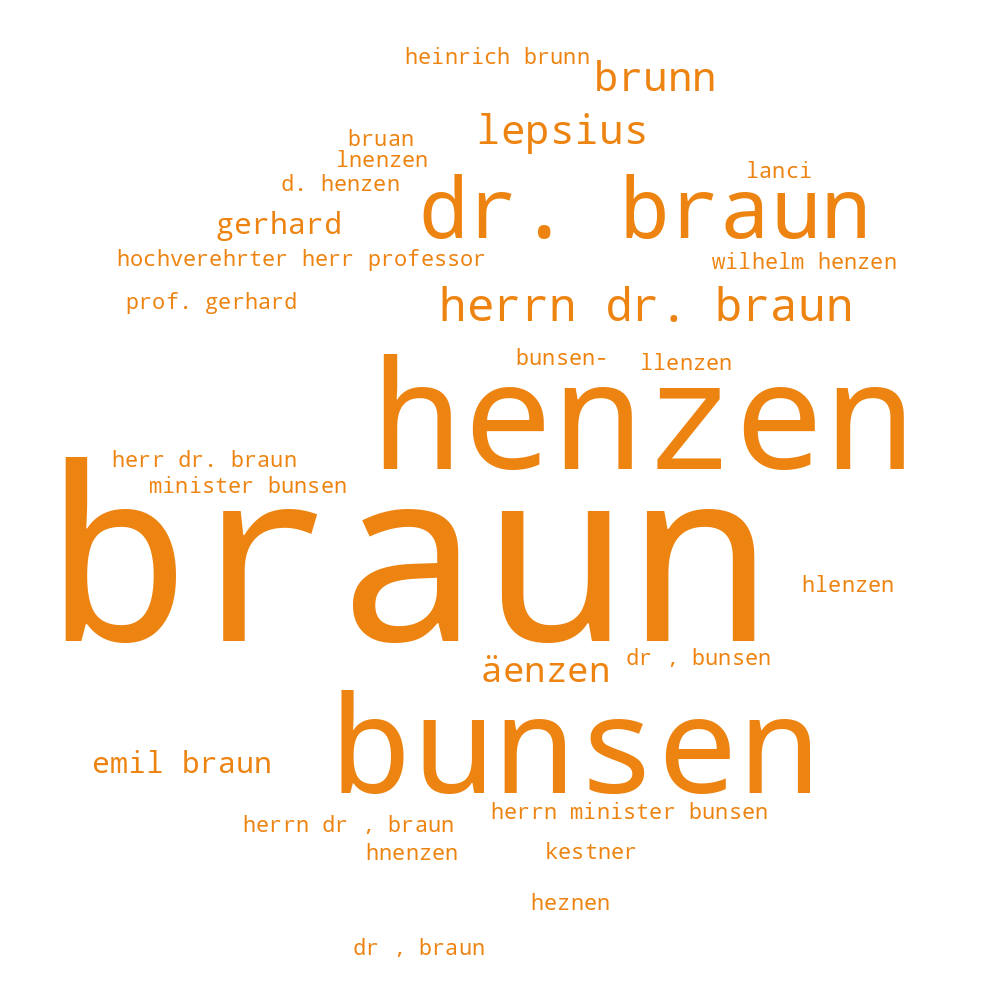 heinrich brunn
brunn
lepsius
bruan
lnenzen
lanci
d. henzen
dr. braun
gerhard
hochverehrter herr professor
wilhelm henzen
prof. gerhard
herrn dr. braun
bunsen-
llenzen
henzen
herr dr. braun
minister bunsen
braun
hlenzen
äenzen
dr , bunsen
bunsen
emil braun
herrn minister bunsen
herrn dr , braun
hnenzen
kestner
heznen
dr , braun